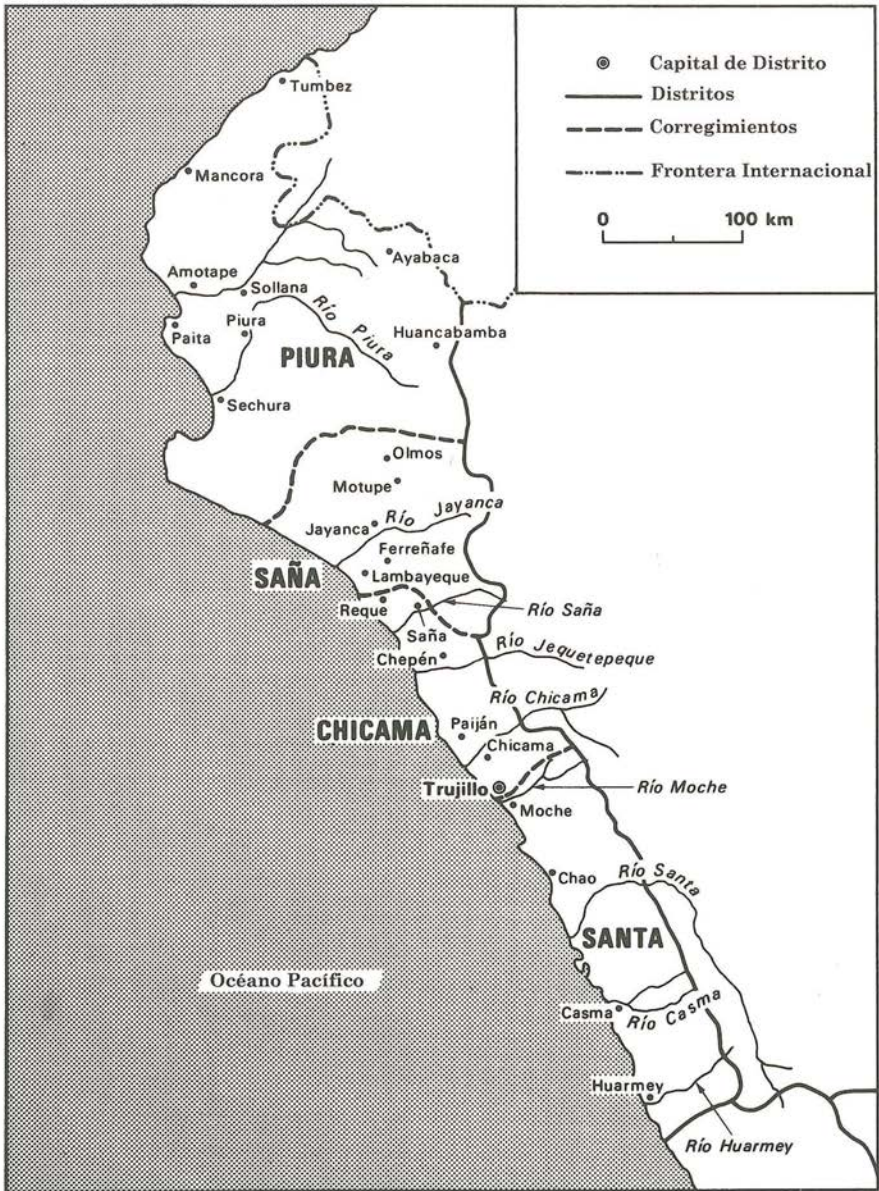 Capital de Distrito
Distritos
Corregimientos
Frontera Internacional
0 100 km
Tumbez
Mancora
Ayabaca
Amotape
Sollana
Río Piura
Paita
Piura
Huancabamba
PIURA
Sechura
Olmos
Motupe
Jayanca
Río Jayanca
Ferreñafe
SAÑA
Lambayeque
Reque
Saña
Río Saña
Chepén
Río Jequetepeque
Río Chicama
CHICAMA
Paiján
Chicama
Trujillo
Río Moche
Moche
Chao
Río Santa
SANTA
Océano Pacífico
Casma
Río Casma
Huarmey
Río Huarmey